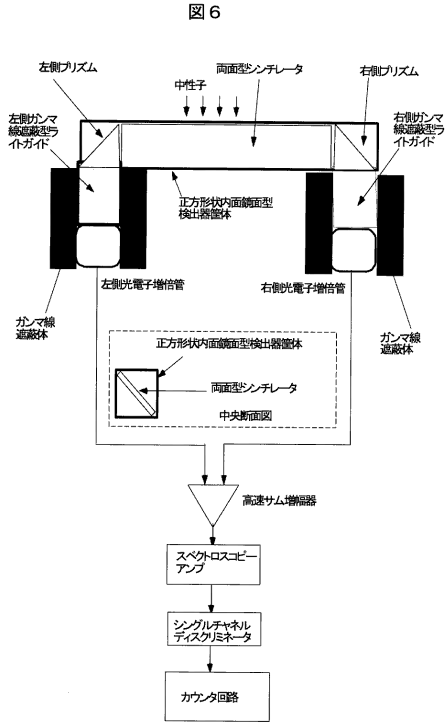 図6
左側プリズム
中性子
両面型シンチレータ
右側プリズム
左側ガンマ
線遮蔽型ラ
イトガイド
右側ガンマ
線遮蔽型ラ
イトガイド
正方形状内面鏡面型
検出器筐体
左側光電子増倍管
右側光電子増倍管
ガンマ線
遮蔽体
ガンマ線
遮蔽体
正方形状内面鏡面型検出器筐体
両面型シンチレータ
中央断面図
高速サム増幅器
スペクトロスコピー
アンプ
シングルチャネル
ディスクリミネータ
カウンタ回路